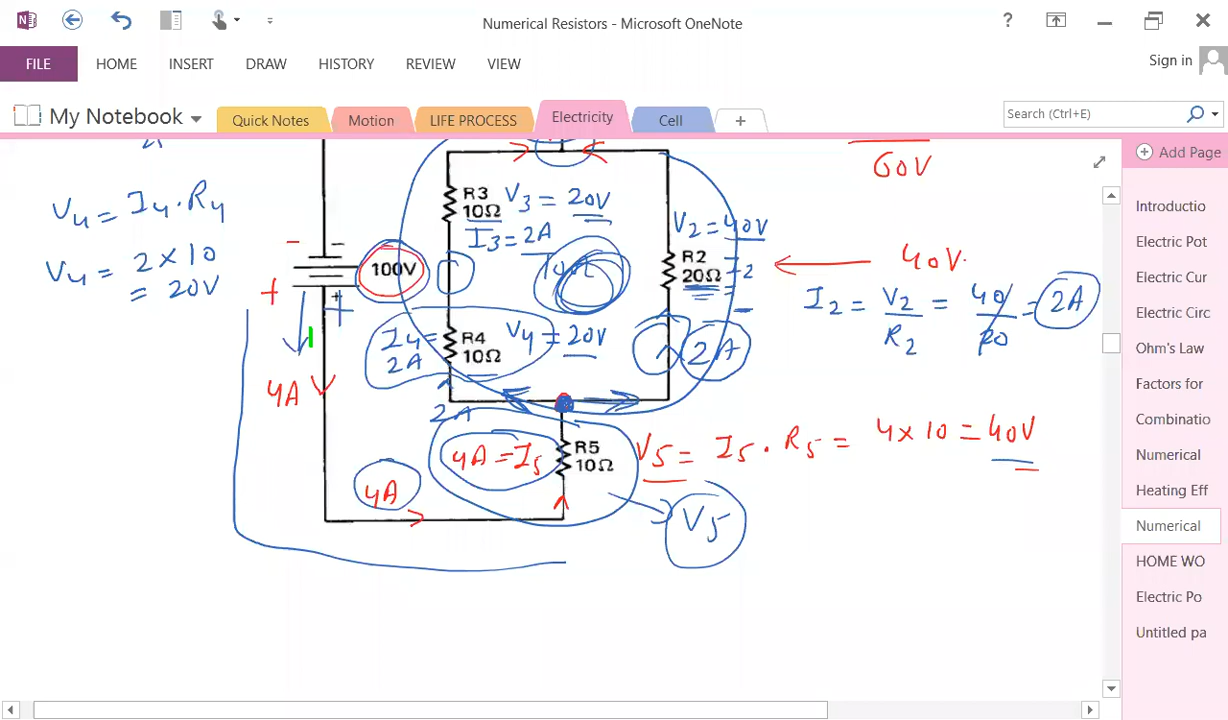 Numerical Resistors - Microsoft OneNote
FILE HOME INSERT DRAW HISTORY REVIEW VIEW
Sign in
My Notebook
Quick Notes
Motion
LIFE PROCESS
Electricity
Cell
Search (Ctrl+E)
Add Page
Introductio
Electric Pot
Electric Cur
Electric Circ
Ohm's Law
Factors for
Combinatio
Numerical
Heating Eff
Numerical
HOME WO
Electric Po
Untitled pa
60V
V4 = I4 . R4
V4 = 2 x 10
= 20V
- 
+
100V
+
4A
4A
R3
10Ω
V3 = 20V
I3 = 2A
V2 = 40V
R2
20Ω
40V
I2 = V2 / R2 = 40 / 20 = 2A
I4 =
2A
R4
10Ω
V4 = 20V
2A
2A
4A = I5
R5
10Ω
V5 = I5 . R5 = 4 x 10 = 40V
V5